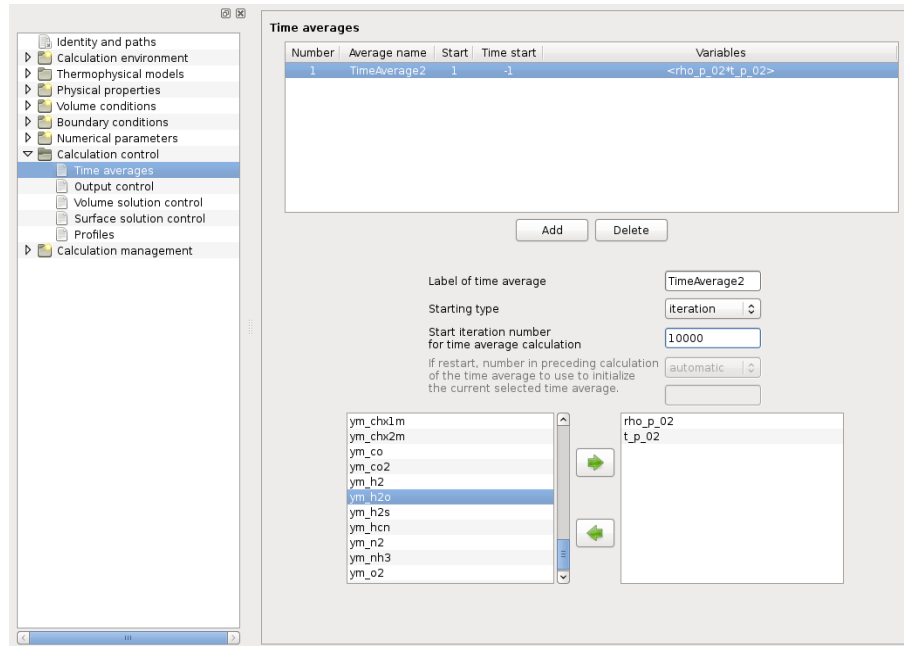 Identity and paths
Calculation environment
Thermophysical models
Physical properties
Volume conditions
Boundary conditions
Numerical parameters
Calculation control
Time averages
Output control
Volume solution control
Surface solution control
Profiles
Calculation management
Time averages
Number Average name Start Time start Variables
1 TimeAverage2 1 -1 <rho_p_02*t_p_02>
Add Delete
Label of time average TimeAverage2
Starting type iteration
Start iteration number
for time average calculation 10000
If restart, number in preceding calculation
of the time average to use to initialize automatic
the current selected time average.
ym_chx1m
ym_chx2m
ym_co
ym_co2
ym_h2
ym_h2o
ym_h2s
ym_hcn
ym_n2
ym_nh3
ym_o2
rho_p_02
t_p_02